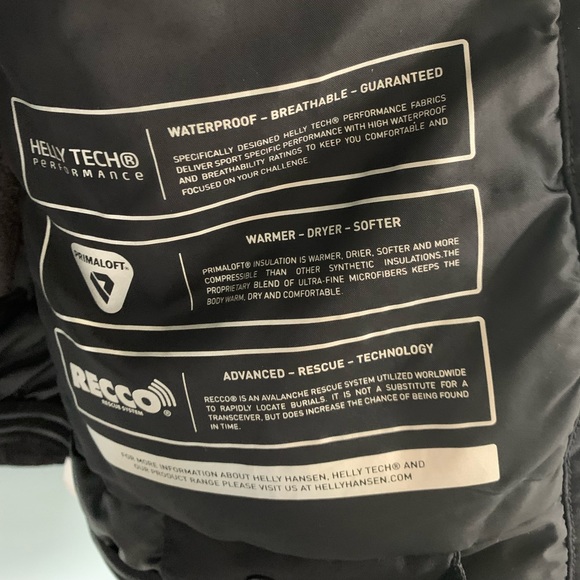 HELLY TECH®
PERFORMANCE
WATERPROOF – BREATHABLE – GUARANTEED
SPECIFICALLY DESIGNED HELLY TECH® PERFORMANCE FABRICS
DELIVER SPORT SPECIFIC PERFORMANCE WITH HIGH WATERPROOF
AND BREATHABILITY RATINGS TO KEEP YOU COMFORTABLE AND
FOCUSED ON YOUR CHALLENGE.
PRIMALOFT®
WARMER – DRYER – SOFTER
PRIMALOFT® INSULATION IS WARMER, DRIER, SOFTER AND MORE
COMPRESSIBLE THAN OTHER SYNTHETIC INSULATIONS.THE
PROPRIETARY BLEND OF ULTRA-FINE MICROFIBERS KEEPS THE
BODY WARM, DRY AND COMFORTABLE.
RECCO®
RESCUE SYSTEM
ADVANCED – RESCUE – TECHNOLOGY
RECCO® IS AN AVALANCHE RESCUE SYSTEM UTILIZED WORLDWIDE
TO RAPIDLY LOCATE BURIALS. IT IS NOT A SUBSTITUTE FOR A
TRANSCEIVER, BUT DOES INCREASE THE CHANCE OF BEING FOUND
IN TIME.
FOR MORE INFORMATION ABOUT HELLY HANSEN, HELLY TECH® AND
OUR PRODUCT RANGE PLEASE VISIT US AT HELLYHANSEN.COM